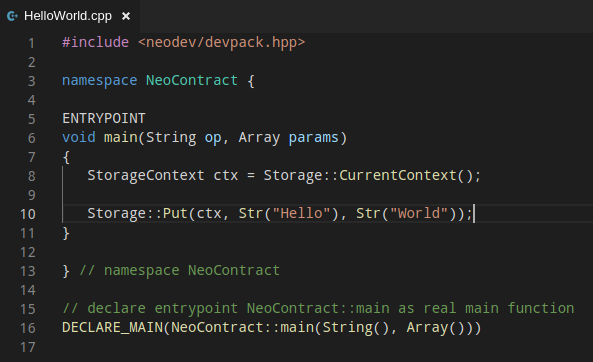 HelloWorld.cpp ×
1 #include <neodev/devpack.hpp>
2
3 namespace NeoContract {
4
5 ENTRYPOINT
6 void main(String op, Array params)
7 {
8 StorageContext ctx = Storage::CurrentContext();
9
10 Storage::Put(ctx, Str("Hello"), Str("World"));
11 }
12
13 } // namespace NeoContract
14
15 // declare entrypoint NeoContract::main as real main function
16 DECLARE_MAIN(NeoContract::main(String(), Array()))
17